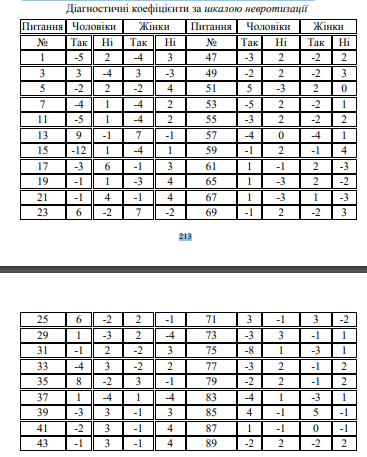 Діагностичні коефіцієнти за шкалою невротизації
Питання Чоловіки Жінки Питання Чоловіки Жінки
№ Так Ні Так Ні № Так Ні Так Ні
1 -5 2 -4 3 47 -3 2 -2 2
3 3 -4 3 -3 49 -2 2 -2 3
5 -2 2 -2 4 51 5 -3 2 0
7 -4 1 -4 2 53 -5 2 -2 1
11 -5 1 -4 2 55 -3 2 -2 2
13 9 -1 7 -1 57 -4 0 -4 1
15 -12 1 -4 1 59 -1 2 -1 4
17 -3 6 -1 3 61 1 -1 2 -3
19 -1 1 -3 4 65 1 -3 2 -2
21 -1 4 -1 4 67 1 -3 1 -3
23 6 -2 7 -2 69 -1 2 -2 3
213
25 6 -2 2 -1 71 3 -1 3 -2
29 1 -3 2 -4 73 -3 3 -1 1
31 -1 2 -2 3 75 -8 1 -3 1
33 -4 3 -2 2 77 -3 2 -1 2
35 8 -2 3 -1 79 -2 2 -1 2
37 1 -4 1 -4 83 -4 1 -3 1
39 -3 3 -1 3 85 4 -1 5 -1
41 -2 3 -1 4 87 1 -1 0 -1
43 -1 3 -1 4 89 -2 2 -2 2